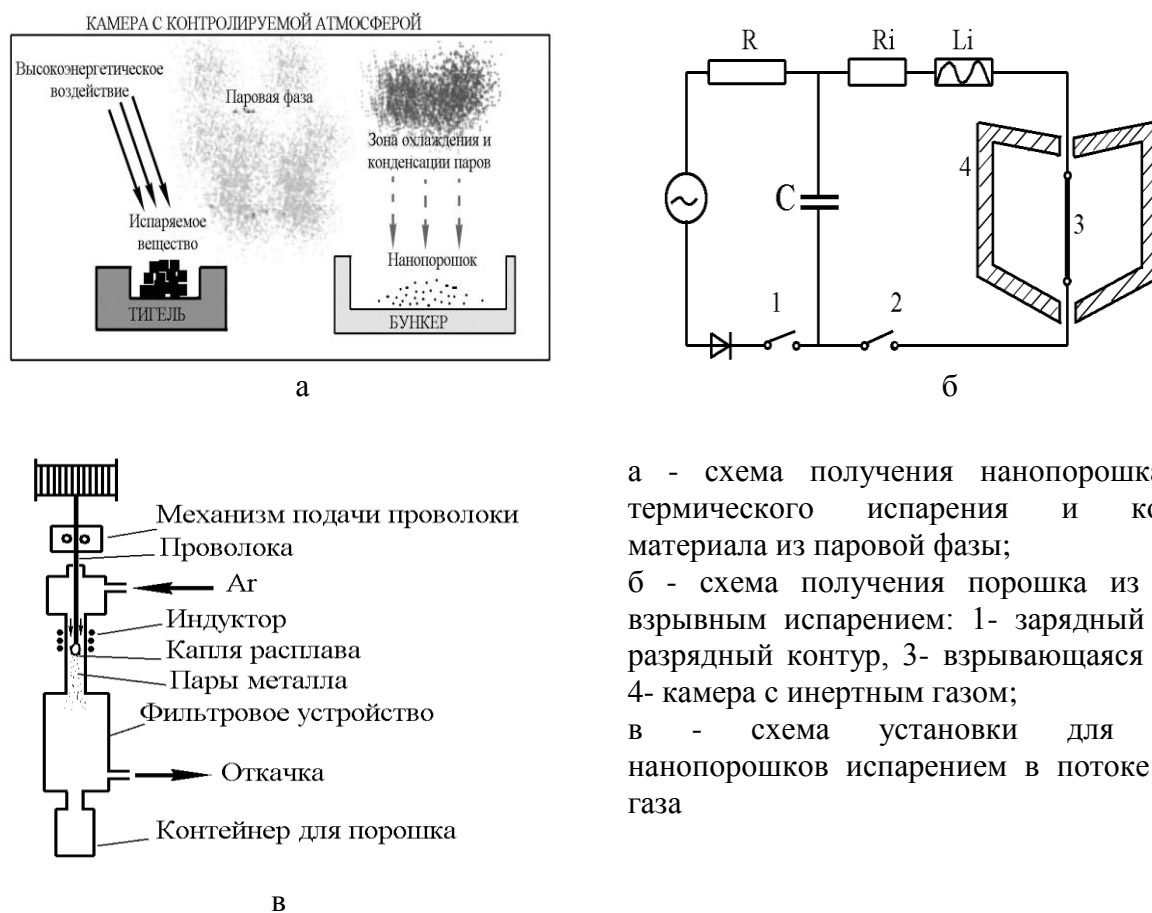 КАМЕРА С КОНТРОЛИРУЕМОЙ АТМОСФЕРОЙ
Высокоэнергетическое
воздействие
Паровая фаза
Зона охлаждения и
конденсации паров
Испаряемое
вещество
Нанопорошок
ТИГЕЛЬ
БУНКЕР
а
R
Ri
Li
4
C
3
1
2
б
Механизм подачи проволоки
Проволока
Ar
Индуктор
Капля расплава
Пары металла
Фильтровое устройство
Откачка
Контейнер для порошка
в
а - схема получения нанопорошка
термического испарения и
материала из паровой фазы;
б - схема получения порошка из
взрывным испарением: 1- зарядный
разрядный контур, 3- взрывающаяся
4- камера с инертным газом;
в - схема установки для
нанопорошков испарением в потоке
газа